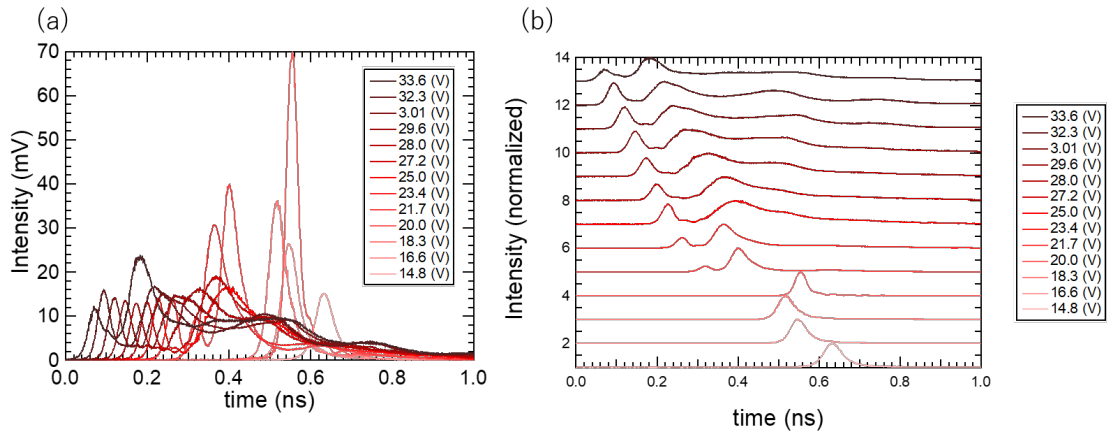 (a)
70
60
50
40
30
20
10
0
Intensity (mV)
0.0 0.2 0.4 0.6 0.8 1.0
time (ns)
33.6 (V)
32.3 (V)
3.01 (V)
29.6 (V)
28.0 (V)
27.2 (V)
25.0 (V)
23.4 (V)
21.7 (V)
20.0 (V)
18.3 (V)
16.6 (V)
14.8 (V)
(b)
14
12
10
8
6
4
2
Intensity (normalized)
0.0 0.2 0.4 0.6 0.8 1.0
time (ns)
33.6 (V)
32.3 (V)
3.01 (V)
29.6 (V)
28.0 (V)
27.2 (V)
25.0 (V)
23.4 (V)
21.7 (V)
20.0 (V)
18.3 (V)
16.6 (V)
14.8 (V)